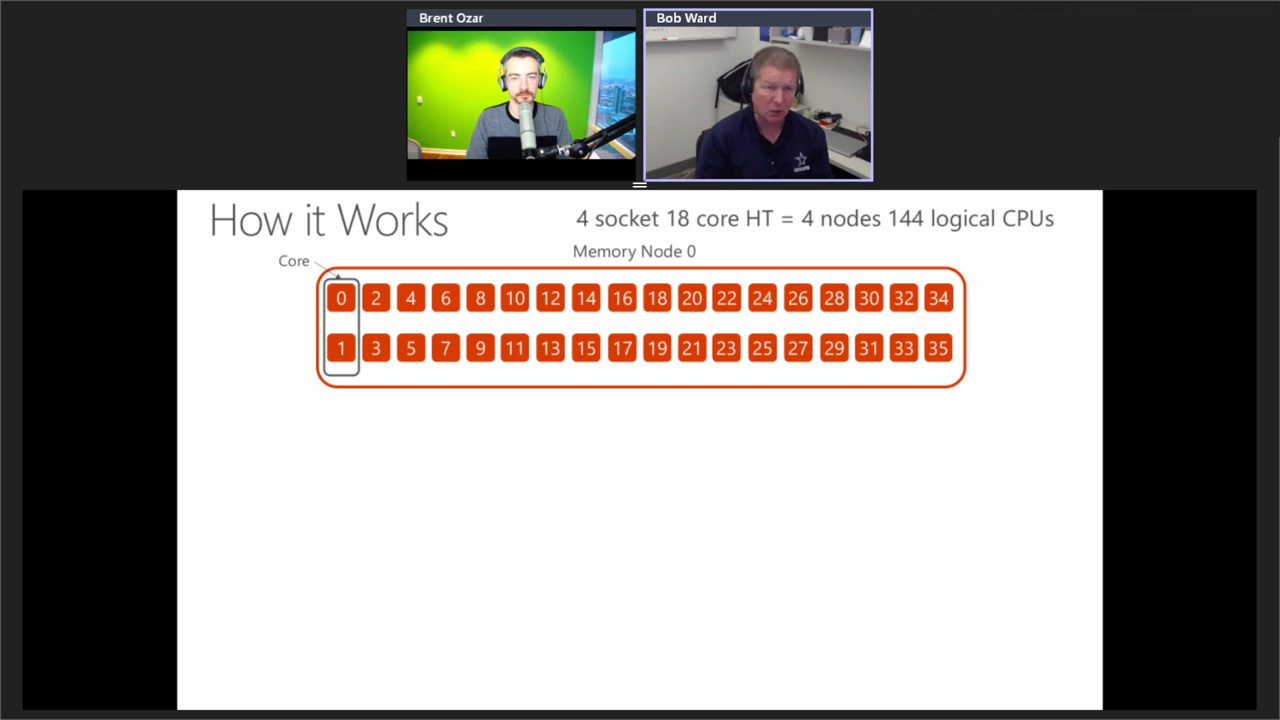 Brent Ozar
Bob Ward
How it Works
4 socket 18 core HT = 4 nodes 144 logical CPUs
Memory Node 0
Core
0 2 4 6 8 10 12 14 16 18 20 22 24 26 28 30 32 34
1 3 5 7 9 11 13 15 17 19 21 23 25 27 29 31 33 35